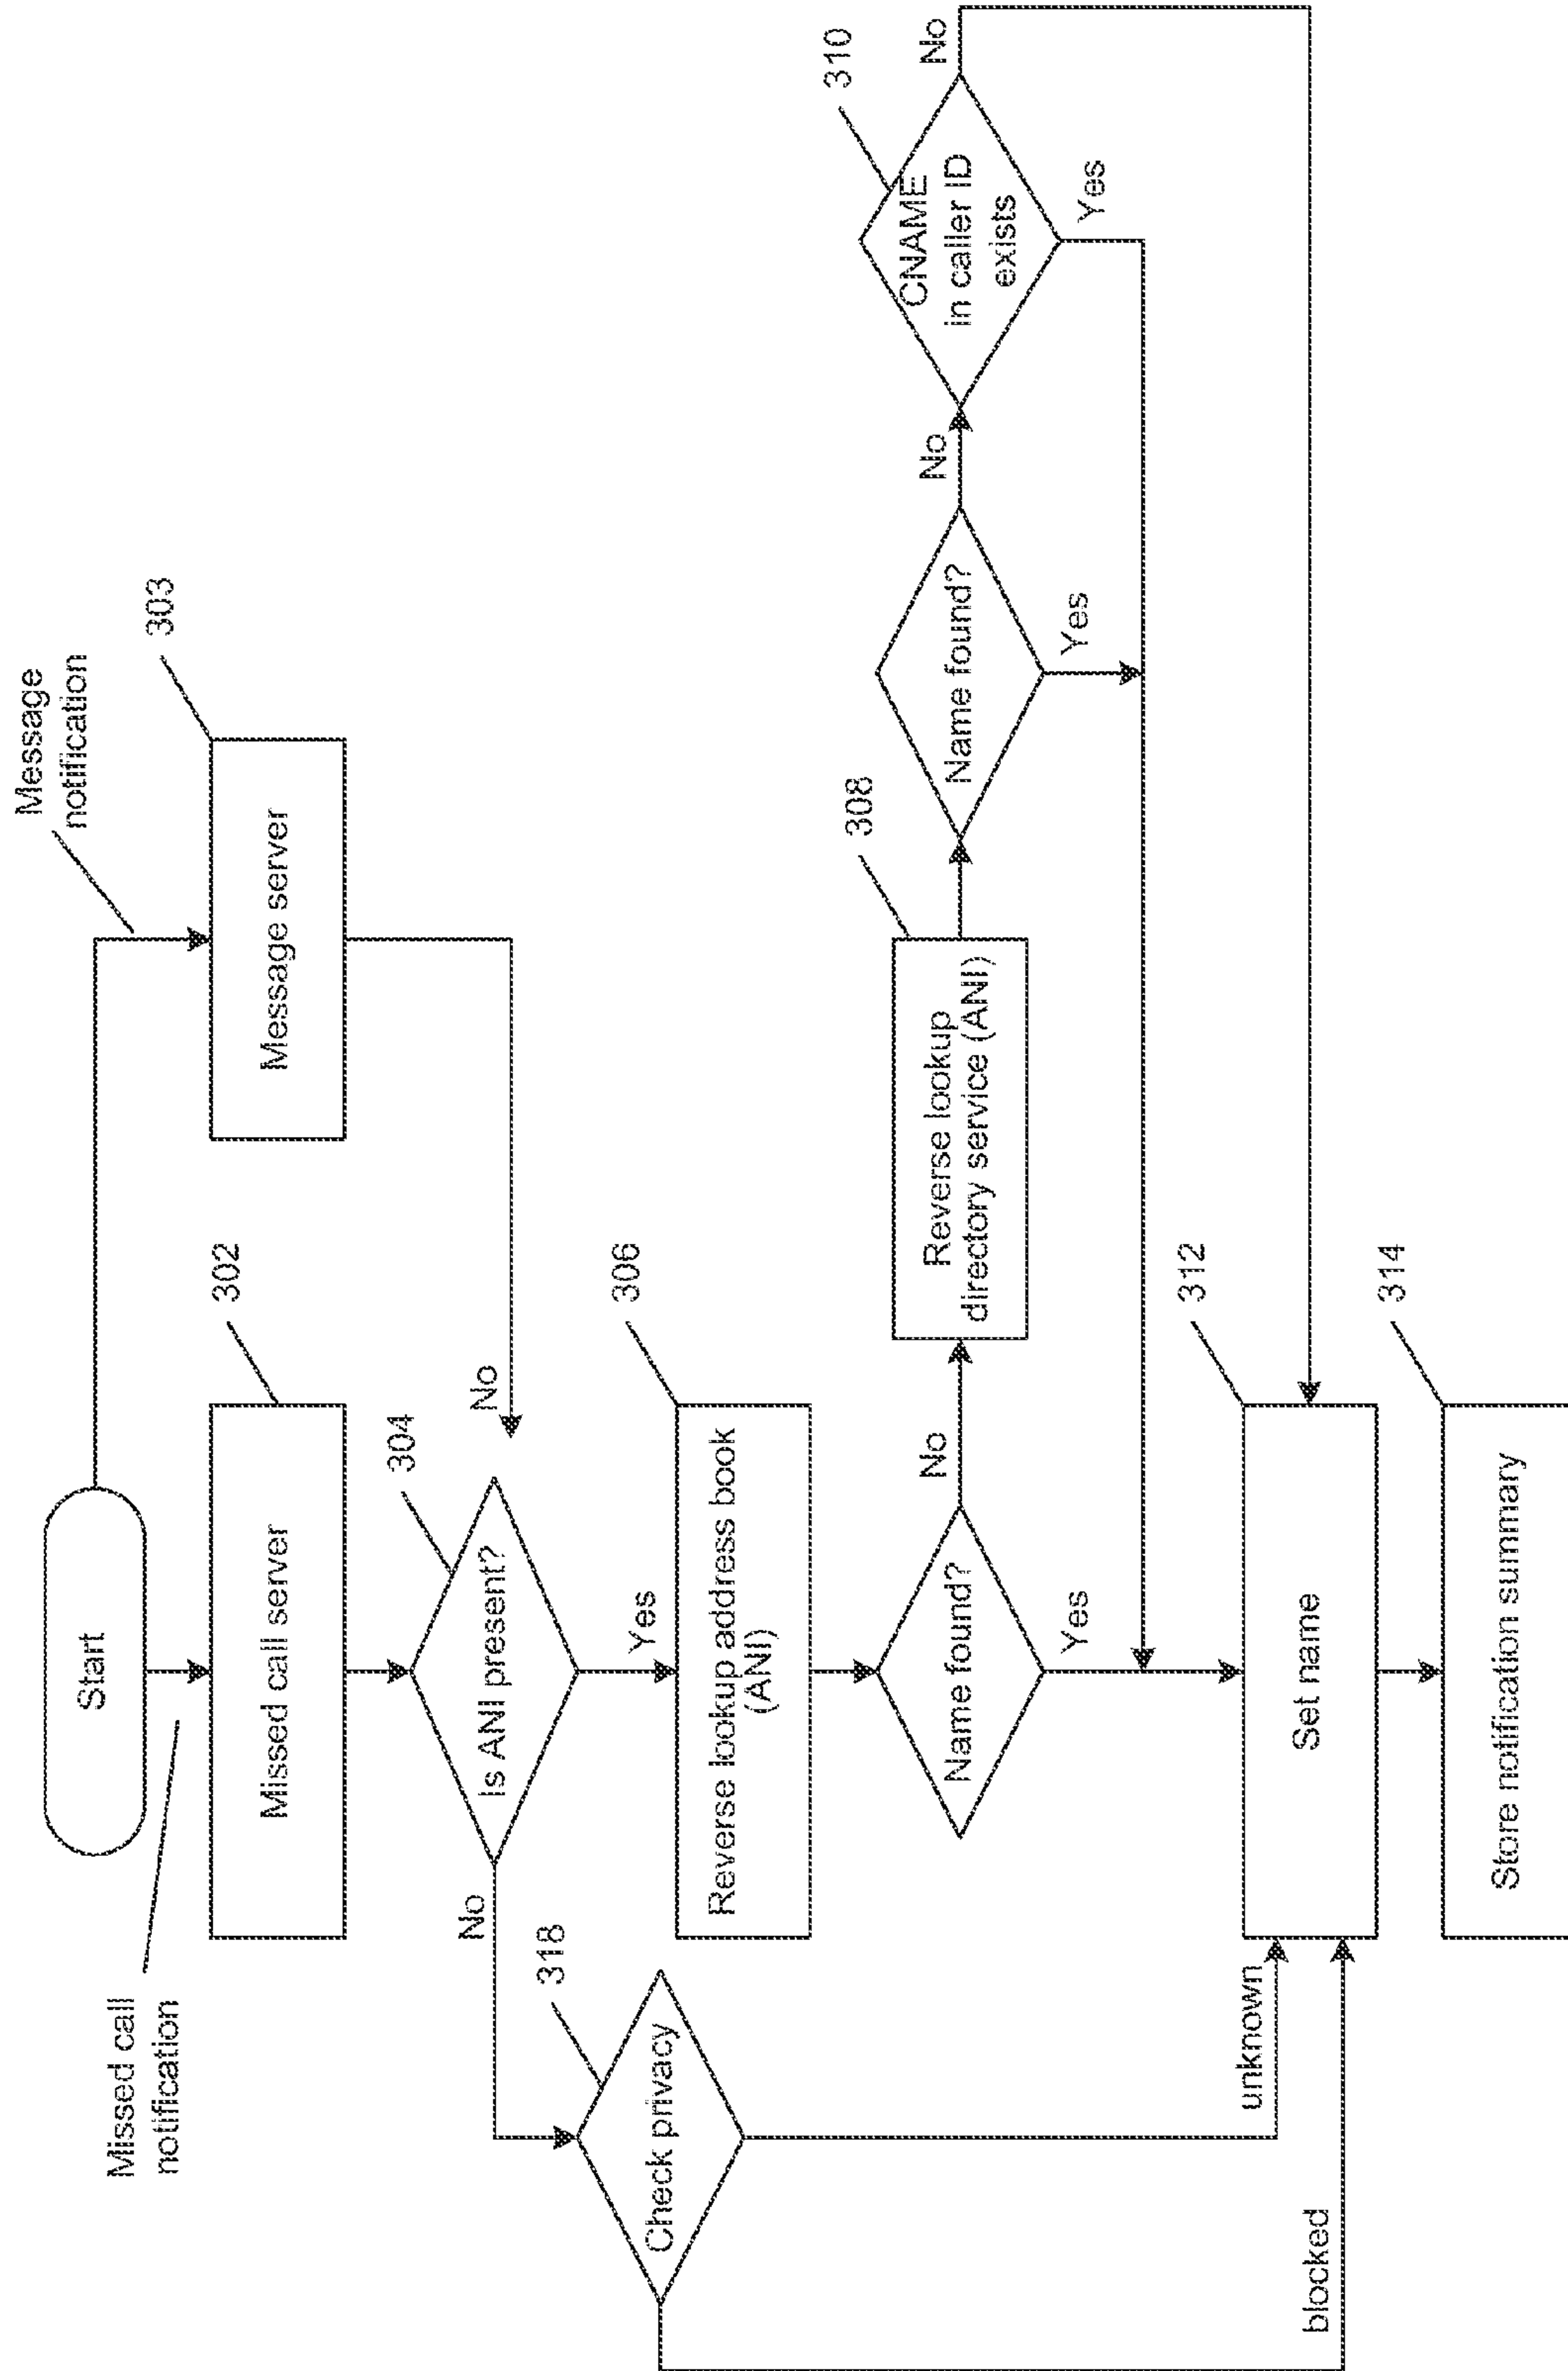 Start
Missed call
notification
Message
notification
Missed call server
302
Message server
303
304
Is ANI present?
No
No
Yes
318
Check privacy
306
Reverse lookup address book
(ANI)
Name found?
No
Yes
308
Reverse lookup
directory service (ANI)
Name found?
No
Yes
310
CNAME
in caller ID
exists
No
Yes
unknown
blocked
312
Set name
314
Store notification summary